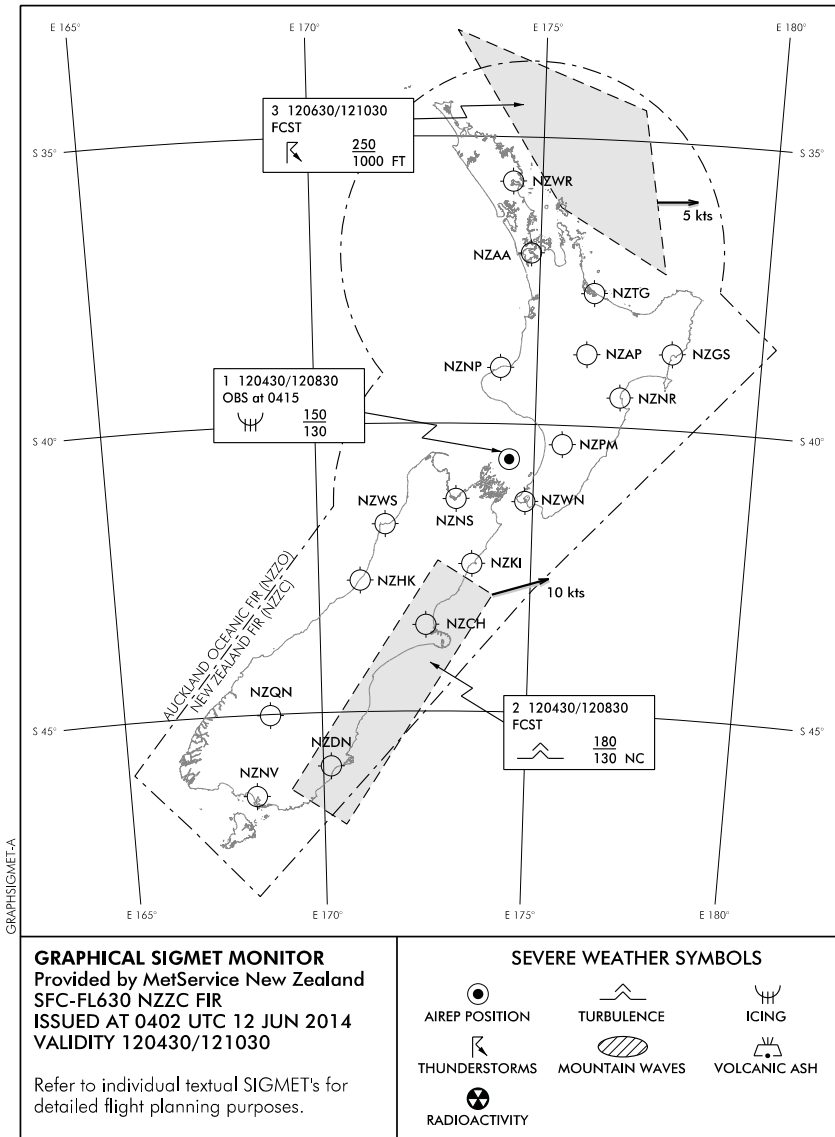 E 165°
E 170°
E 175°
E 180°
3 120630/121030
FCST
250
1000 FT
S 35°
S 35°
NZWR
5 kts
NZAA
NZTG
NZNP
NZAP
NZGS
1 120430/120830
OBS at 0415
150
130
NZNR
S 40°
S 40°
NZPM
NZWS
NZNS
NZWN
NZHK
NZKI
10 kts
AUCKLAND OCEANIC FIR (NZZO)
NEW ZEALAND FIR (NZZC)
NZCH
NZQN
2 120430/120830
FCST
180
130 NC
S 45°
S 45°
NZDN
NZNV
E 165°
E 170°
E 175°
E 180°
GRAPHSIGMET-A
GRAPHICAL SIGMET MONITOR
Provided by MetService New Zealand
SFC-FL630 NZZC FIR
ISSUED AT 0402 UTC 12 JUN 2014
VALIDITY 120430/121030
Refer to individual textual SIGMET's for
detailed flight planning purposes.
SEVERE WEATHER SYMBOLS
AIREP POSITION
TURBULENCE
ICING
THUNDERSTORMS
MOUNTAIN WAVES
VOLCANIC ASH
RADIOACTIVITY